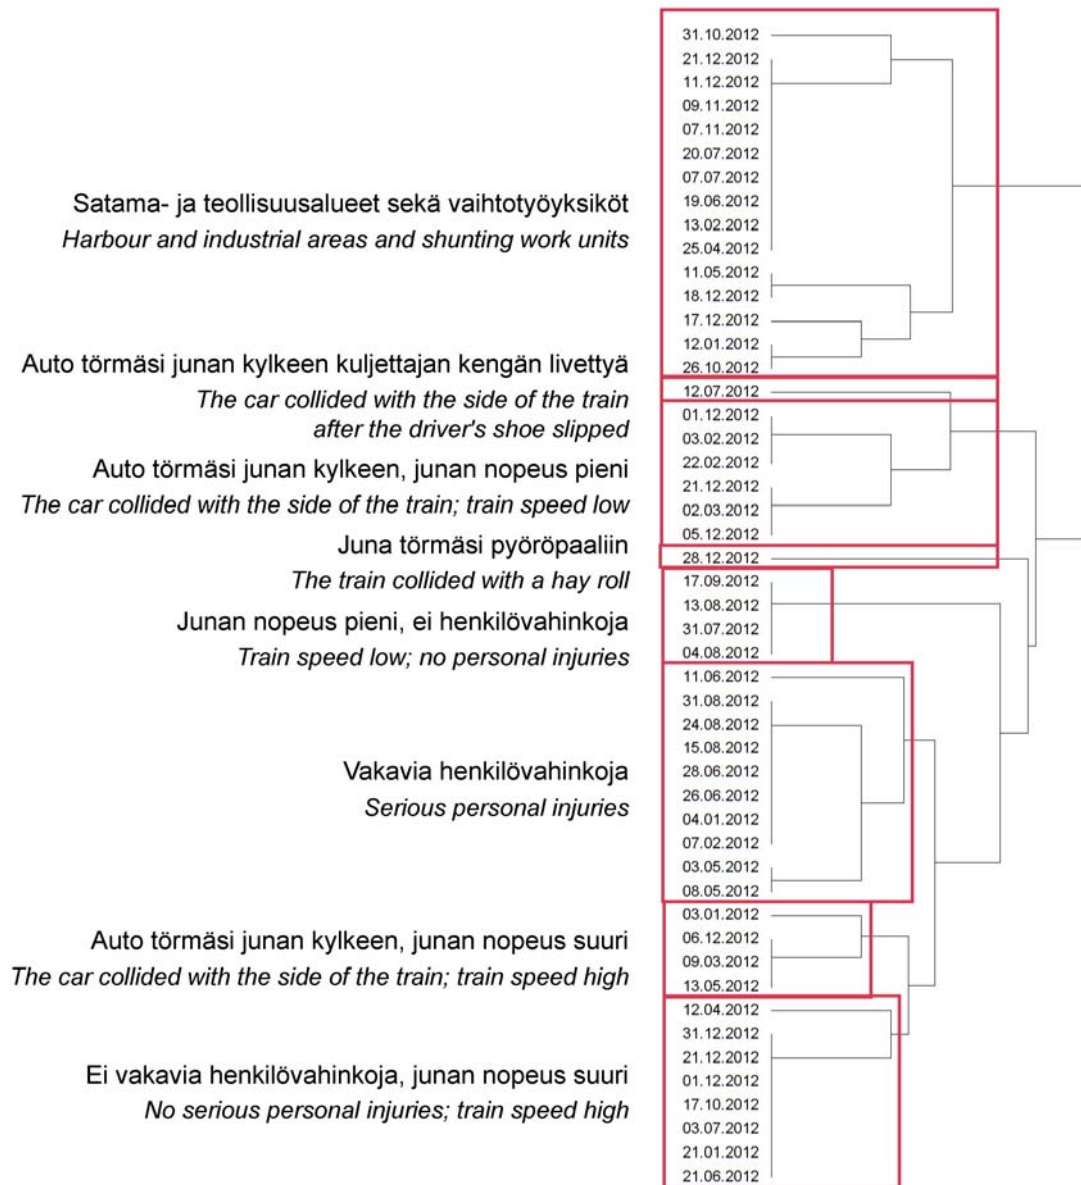 31.10.2012
21.12.2012
11.12.2012
09.11.2012
07.11.2012
20.07.2012
07.07.2012
19.06.2012
13.02.2012
25.04.2012
11.05.2012
18.12.2012
17.12.2012
12.01.2012
26.10.2012
Satama- ja teollisuusalueet sekä vaihtotyöyksiköt
Harbour and industrial areas and shunting work units
12.07.2012
Auto törmäsi junan kylkeen kuljettajan kengän livettyä
The car collided with the side of the train
after the driver's shoe slipped
01.12.2012
03.02.2012
22.02.2012
21.12.2012
02.03.2012
05.12.2012
Auto törmäsi junan kylkeen, junan nopeus pieni
The car collided with the side of the train; train speed low
28.12.2012
Juna törmäsi pyöröpaaliin
The train collided with a hay roll
17.09.2012
13.08.2012
31.07.2012
04.08.2012
Junan nopeus pieni, ei henkilövahinkoja
Train speed low; no personal injuries
11.06.2012
31.08.2012
24.08.2012
15.08.2012
28.06.2012
26.06.2012
04.01.2012
07.02.2012
03.05.2012
08.05.2012
Vakavia henkilövahinkoja
Serious personal injuries
03.01.2012
06.12.2012
09.03.2012
13.05.2012
Auto törmäsi junan kylkeen, junan nopeus suuri
The car collided with the side of the train; train speed high
12.04.2012
31.12.2012
21.12.2012
01.12.2012
17.10.2012
03.07.2012
21.01.2012
21.06.2012
Ei vakavia henkilövahinkoja, junan nopeus suuri
No serious personal injuries; train speed high